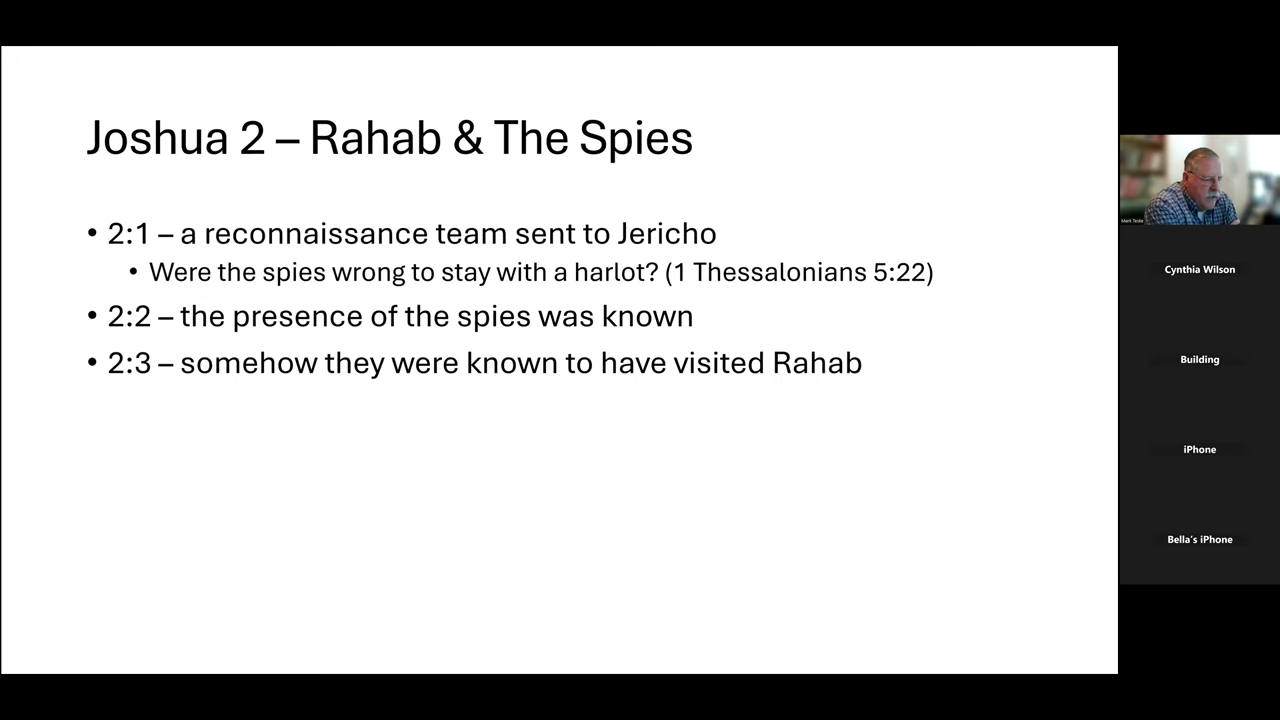 Joshua 2 – Rahab & The Spies
• 2:1 – a reconnaissance team sent to Jericho
• Were the spies wrong to stay with a harlot? (1 Thessalonians 5:22)
• 2:2 – the presence of the spies was known
• 2:3 – somehow they were known to have visited Rahab
Mark Teske
Cynthia Wilson
Building
iPhone
Bella's iPhone